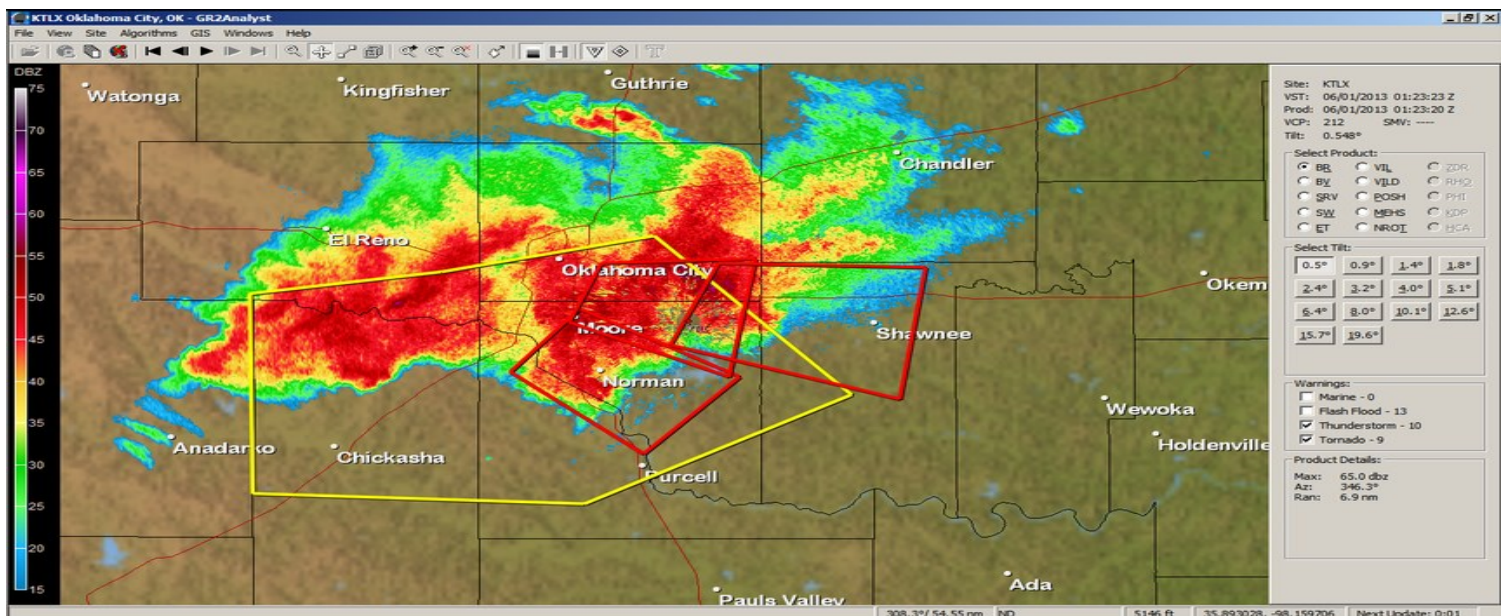 KTLX Oklahoma City, OK - GR2Analyst
File View Site Algorithms GIS Windows Help
DBZ
75
70
65
60
55
50
45
40
35
30
25
20
15
Watonga
Kingfisher
Guthrie
Chandler
El Reno
Oklahoma City
Okem
Moore
Shawnee
Norman
Wewoka
Anadarko
Chickasha
Holdenville
Purcell
Ada
Pauls Valley
Site: KTLX
VST: 06/01/2013 01:23:23 Z
Prod: 06/01/2013 01:23:20 Z
VCP: 212 SMV: ----
Tilt: 0.548°
Select Product:
BR VIL ZDR
BV VILD RHO
SRV POSH PHI
SW MEHS KDP
ET NROT HCA
Select Tilt:
0.5° 0.9° 1.4° 1.8°
2.4° 3.2° 4.0° 5.1°
6.4° 8.0° 10.1° 12.6°
15.7° 19.6°
Warnings:
Marine - 0
Flash Flood - 13
Thunderstorm - 10
Tornado - 9
Product Details:
Max: 65.0 dbz
Az: 346.3°
Ran: 6.9 nm
308.3°/ 54.55 nm ND 5146 ft 35.893028, -98.159706 Next Update: 0:01